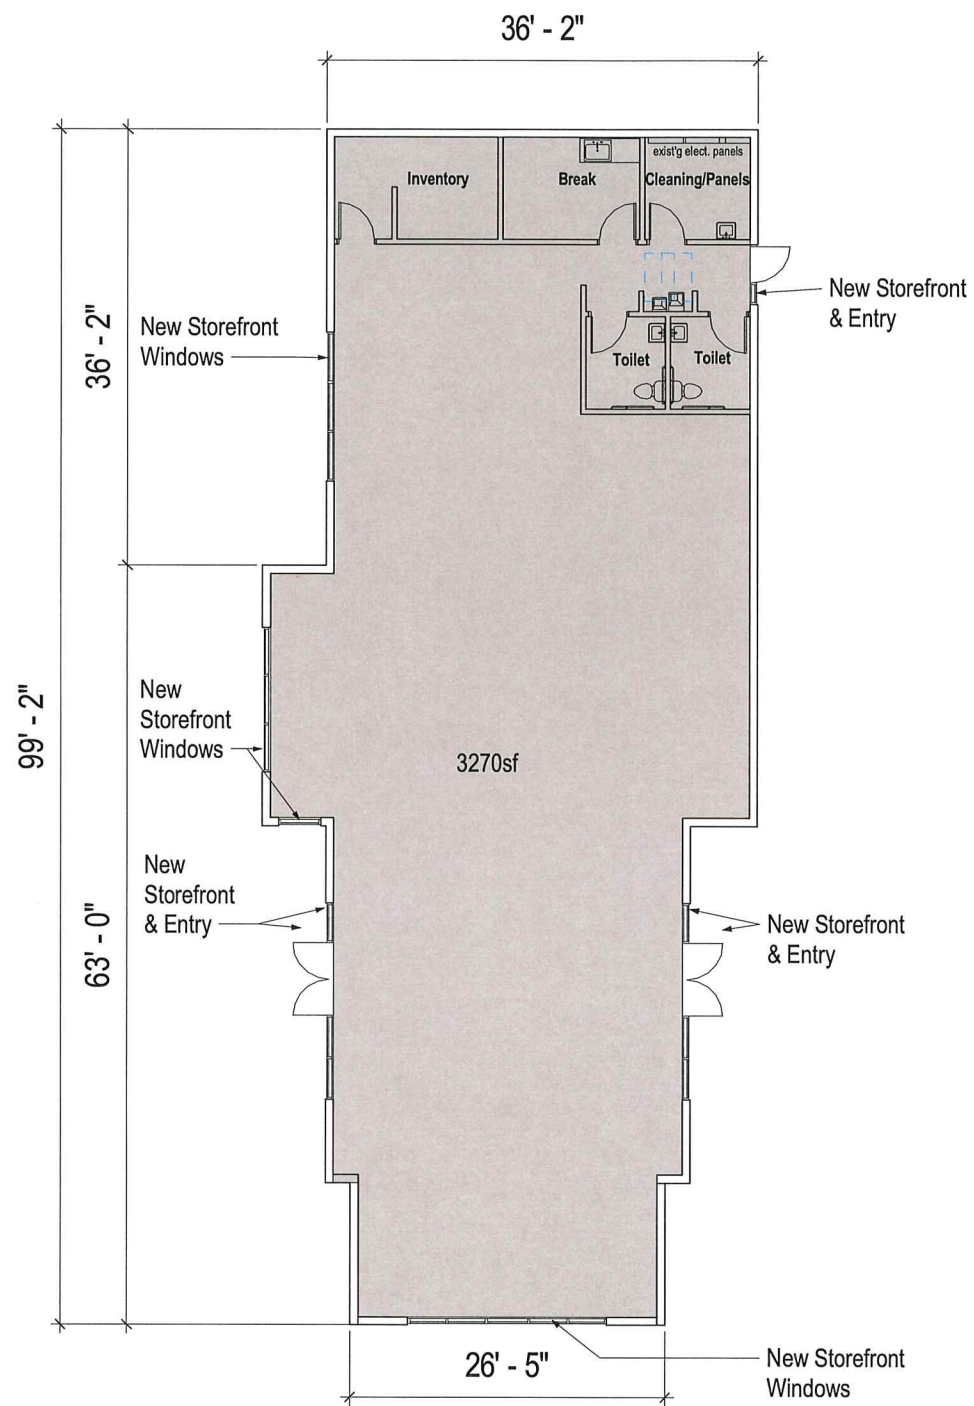 36' - 2"
exist'g elect. panels
Inventory
Break
Cleaning/Panels
New Storefront
& Entry
36' - 2"
New Storefront
Windows
Toilet
Toilet
99' - 2"
New
Storefront
Windows
3270sf
New
Storefront
& Entry
63' - 0"
New Storefront
& Entry
26' - 5"
New Storefront
Windows